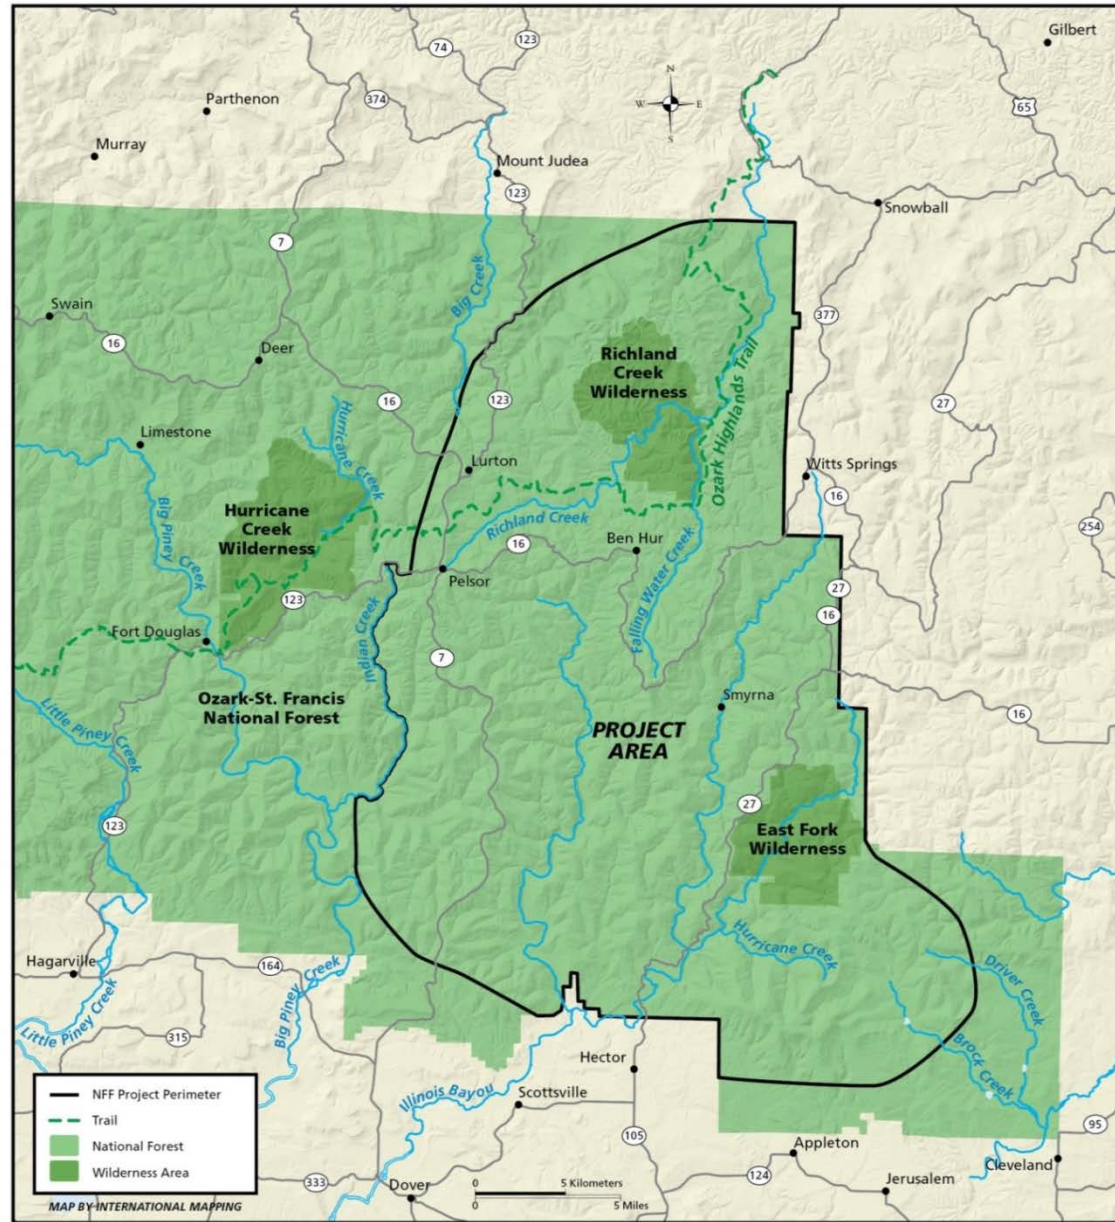 Gilbert
123
74
Parthenon
374
N
W
E
S
65
Murray
Mount Judea
123
Snowball
7
Big Creek
Swain
16
377
Deer
Richland
Creek
Wilderness
Ozark Highlands Trail
16
123
27
Hurricane Creek
Limestone
Lurton
Witts Springs
16
Big Piney Creek
Hurricane
Creek
Wilderness
Richland Creek
254
16
Ben Hur
Pelsor
Falling Water Creek
27
16
123
Indian Creek
Fort Douglas
7
Ozark-St. Francis
National Forest
Smyrna
16
Little Piney Creek
PROJECT
AREA
27
123
East Fork
Wilderness
Hurricane Creek
Driver Creek
Hagarville
164
Big Piney Creek
Little Piney Creek
315
Brock Creek
Hector
Illinois Bayou
Scottsville
105
95
Appleton
124
Cleveland
Jerusalem
333
Dover
NFF Project Perimeter
Trail
National Forest
Wilderness Area
MAP BY INTERNATIONAL MAPPING
0
5 Kilometers
0
5 Miles